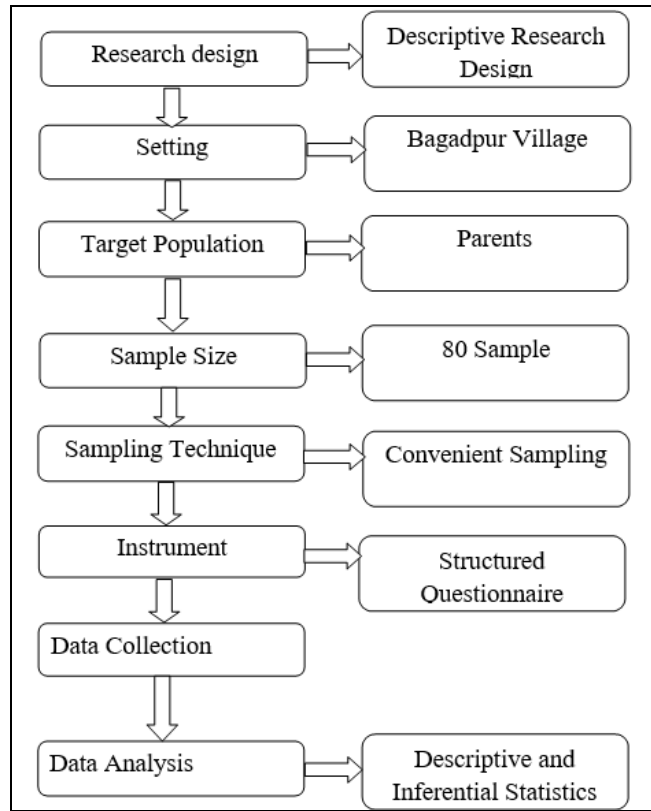 Research design
Descriptive Research
Design
Setting
Bagadpur Village
Target Population
Parents
Sample Size
80 Sample
Sampling Technique
Convenient Sampling
Instrument
Structured
Questionnaire
Data Collection
Data Analysis
Descriptive and
Inferential Statistics